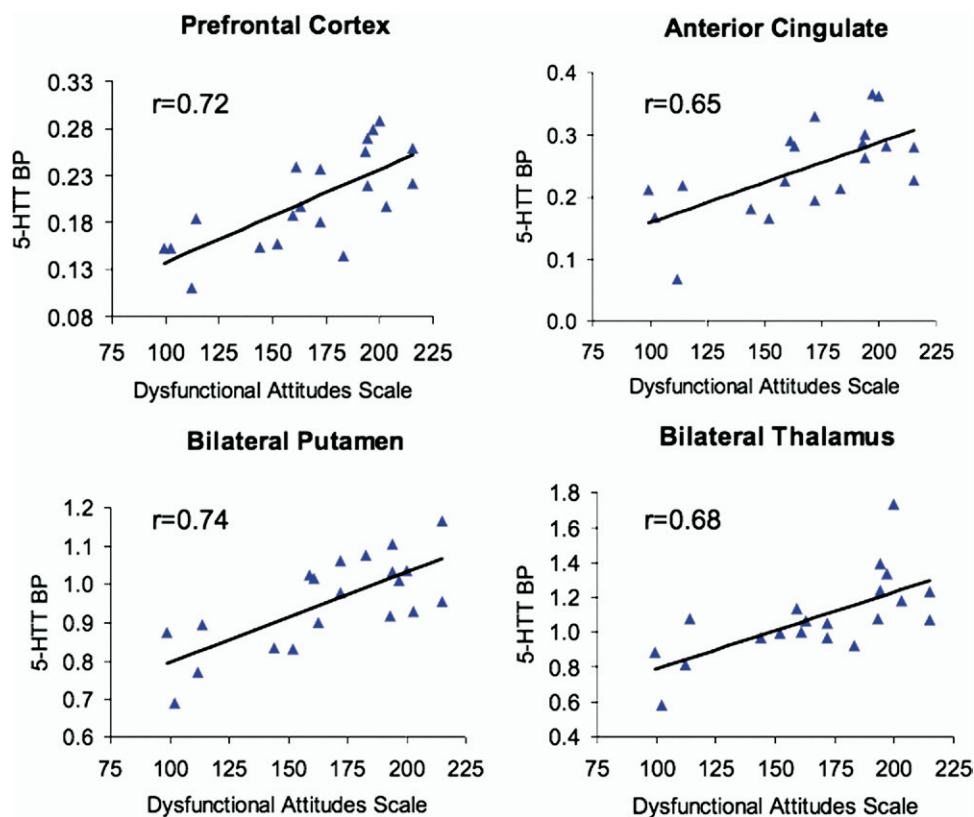 Prefrontal Cortex
r=0.72
5-HTT BP
0.33
0.28
0.23
0.18
0.13
0.08
75 100 125 150 175 200 225
Dysfunctional Attitudes Scale
Anterior Cingulate
r=0.65
5-HTT BP
0.4
0.3
0.2
0.1
0.0
75 100 125 150 175 200 225
Dysfunctional Attitudes Scale
Bilateral Putamen
r=0.74
5-HTT BP
1.2
1.1
1.0
0.9
0.8
0.7
0.6
75 100 125 150 175 200 225
Dysfunctional Attitudes Scale
Bilateral Thalamus
r=0.68
5-HTT BP
1.8
1.6
1.4
1.2
1.0
0.8
0.6
0.4
75 100 125 150 175 200 225
Dysfunctional Attitudes Scale